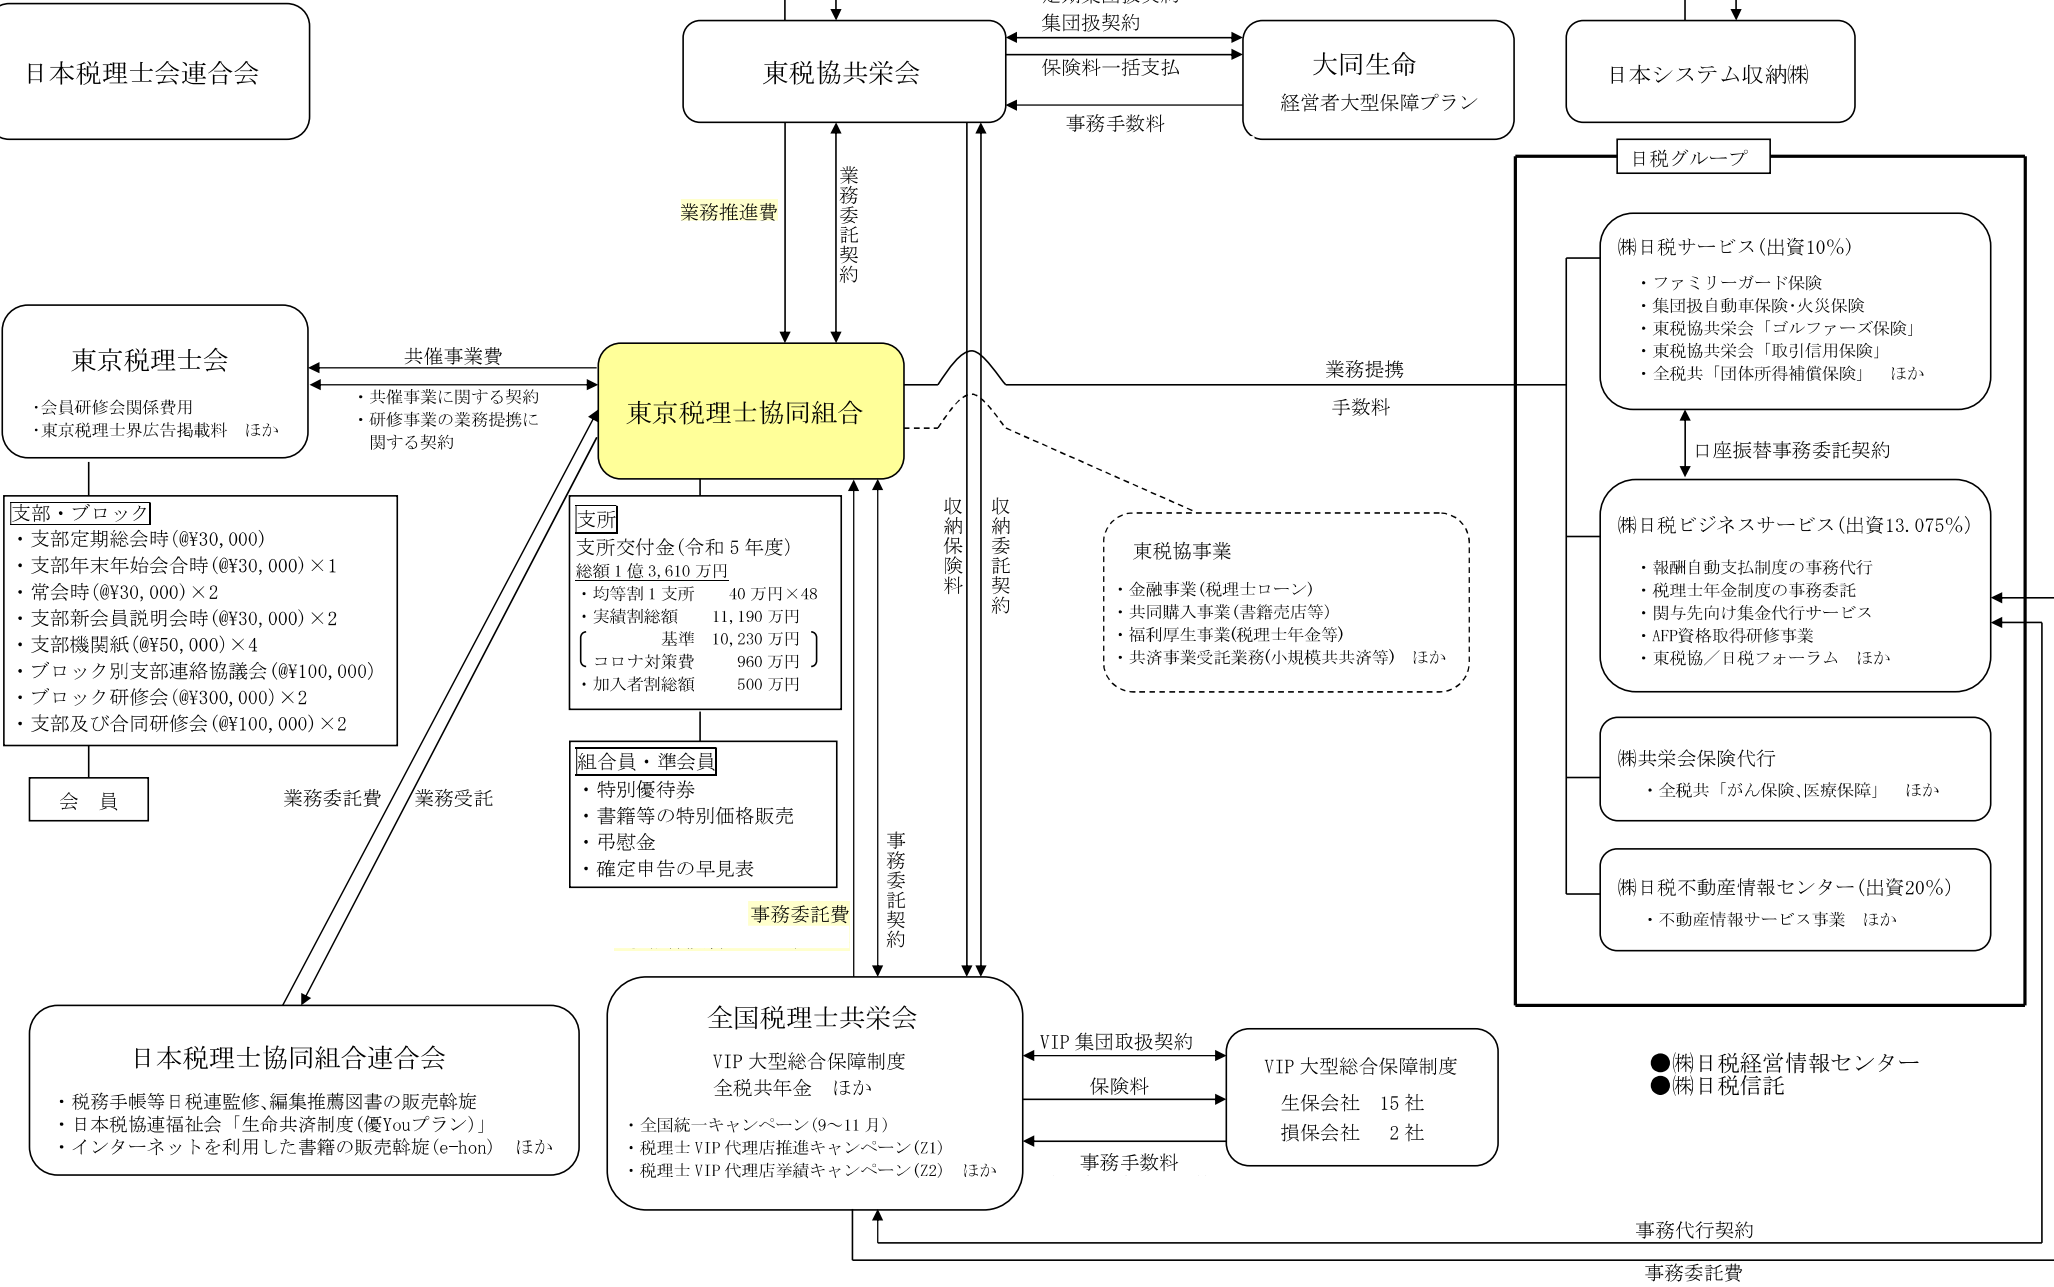 集団扱契約
日本税理士会連合会
東税協共栄会
保険料一括支払
事務手数料
大同生命
経営者大型保障プラン
日本システム収納㈱
業務推進費
業務委託契約
日税グループ
㈱日税サービス(出資10%)
・ファミリーガード保険
・集団扱自動車保険・火災保険
・東税協共栄会「ゴルファーズ保険」
・東税協共栄会「取引信用保険」
・全税共「団体所得補償保険」 ほか
東京税理士会
・会員研修会関係費用
・東京税理士界広告掲載料 ほか
共催事業費
・共催事業に関する契約
・研修事業の業務提携に
関する契約
東京税理士協同組合
業務提携
手数料
口座振替事務委託契約
支部・ブロック
・支部定期総会時(@¥30,000)
・支部年末年始会合時(@¥30,000)×1
・常会時(@¥30,000)×2
・支部新会員説明会時(@¥30,000)×2
・支部機関紙(@¥50,000)×4
・ブロック別支部連絡協議会(@¥100,000)
・ブロック研修会(@¥300,000)×2
・支部及び合同研修会(@¥100,000)×2
会 員
支所
支所交付金(令和5年度)
総額1億3,610万円
・均等割1支所 40万円×48
・実績割総額 11,190万円
基準 10,230万円
コロナ対策費 960万円
・加入者割総額 500万円
収納保険料
収納委託契約
東税協事業
・金融事業(税理士ローン)
・共同購入事業(書籍売店等)
・福利厚生事業(税理士年金等)
・共済事業受託業務(小規模共共済等) ほか
㈱日税ビジネスサービス(出資13.075%)
・報酬自動支払制度の事務代行
・税理士年金制度の事務委託
・関与先向け集金代行サービス
・AFP資格取得研修事業
・東税協／日税フォーラム ほか
組合員・準会員
・特別優待券
・書籍等の特別価格販売
・弔慰金
・確定申告の早見表
業務委託費
業務受託
㈱共栄会保険代行
・全税共「がん保険、医療保障」 ほか
㈱日税不動産情報センター(出資20%)
・不動産情報サービス事業 ほか
事務委託費
事務委託契約
日本税理士協同組合連合会
・税務手帳等日税連監修、編集推薦図書の販売斡旋
・日本税協連福祉会「生命共済制度(優Youプラン)」
・インターネットを利用した書籍の販売斡旋(e-hon) ほか
全国税理士共栄会
VIP大型総合保障制度
全税共年金 ほか
・全国統一キャンペーン(9～11月)
・税理士VIP代理店推進キャンペーン(Z1)
・税理士VIP代理店挙績キャンペーン(Z2) ほか
VIP集団取扱契約
保険料
事務手数料
VIP大型総合保障制度
生保会社 15社
損保会社 2社
●㈱日税経営情報センター
●㈱日税信託
事務代行契約
事務委託費